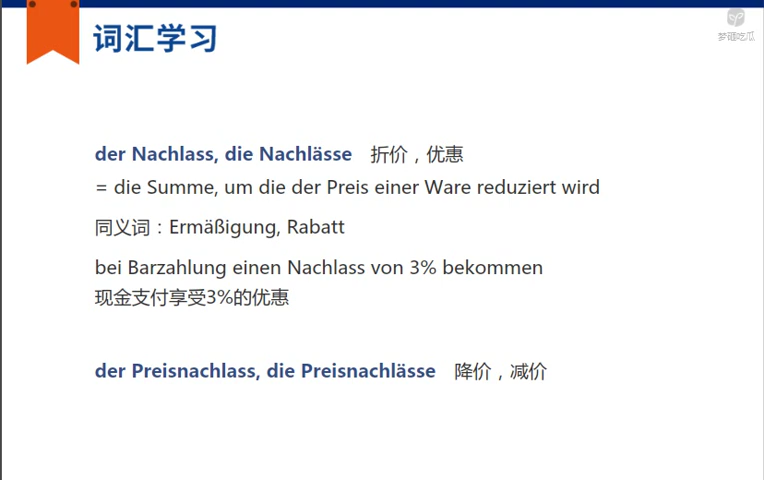 词汇学习
梦薇吃瓜
der Nachlass, die Nachlässe 折价，优惠
= die Summe, um die der Preis einer Ware reduziert wird
同义词：Ermäßigung, Rabatt
bei Barzahlung einen Nachlass von 3% bekommen
现金支付享受3%的优惠
der Preisnachlass, die Preisnachlässe 降价，减价